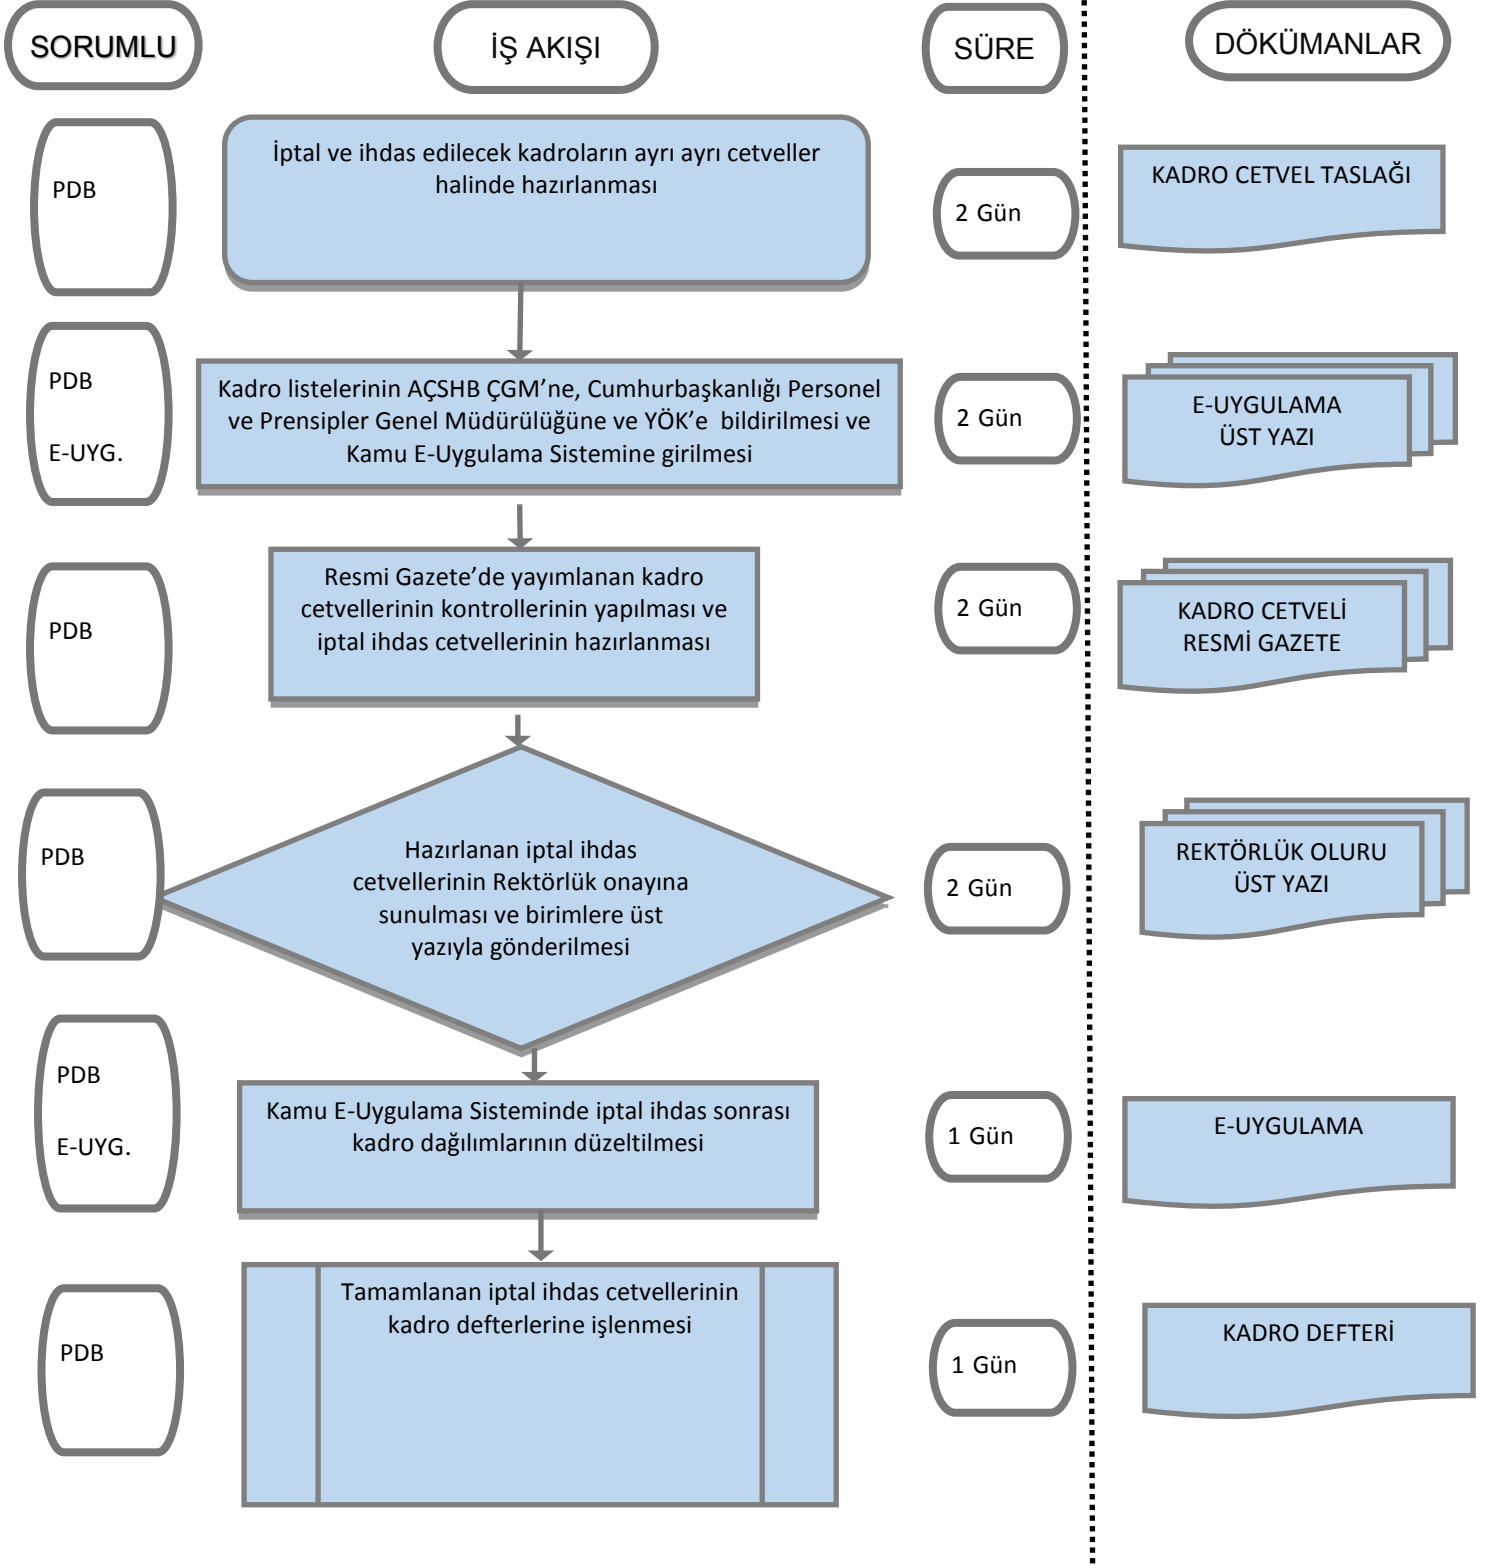 SORUMLU
İŞ AKIŞI
SÜRE
DÖKÜMANLAR
PDB
İptal ve ihdas edilecek kadroların ayrı ayrı cetveller
halinde hazırlanması
2 Gün
KADRO CETVEL TASLAĞI
PDB
E-UYG.
Kadro listelerinin AÇSHB ÇGM’ne, Cumhurbaşkanlığı Personel
ve Prensipler Genel Müdürülüğüne ve YÖK’e bildirilmesi ve
Kamu E-Uygulama Sistemine girilmesi
2 Gün
E-UYGULAMA
ÜST YAZI
PDB
Resmi Gazete’de yayımlanan kadro
cetvellerinin kontrollerinin yapılması ve
iptal ihdas cetvellerinin hazırlanması
2 Gün
KADRO CETVELİ
RESMİ GAZETE
PDB
Hazırlanan iptal ihdas
cetvellerinin Rektörlük onayına
sunulması ve birimlere üst
yazıyla gönderilmesi
2 Gün
REKTÖRLÜK OLURU
ÜST YAZI
PDB
E-UYG.
Kamu E-Uygulama Sisteminde iptal ihdas sonrası
kadro dağılımlarının düzeltilmesi
1 Gün
E-UYGULAMA
PDB
Tamamlanan iptal ihdas cetvellerinin
kadro defterlerine işlenmesi
1 Gün
KADRO DEFTERİ